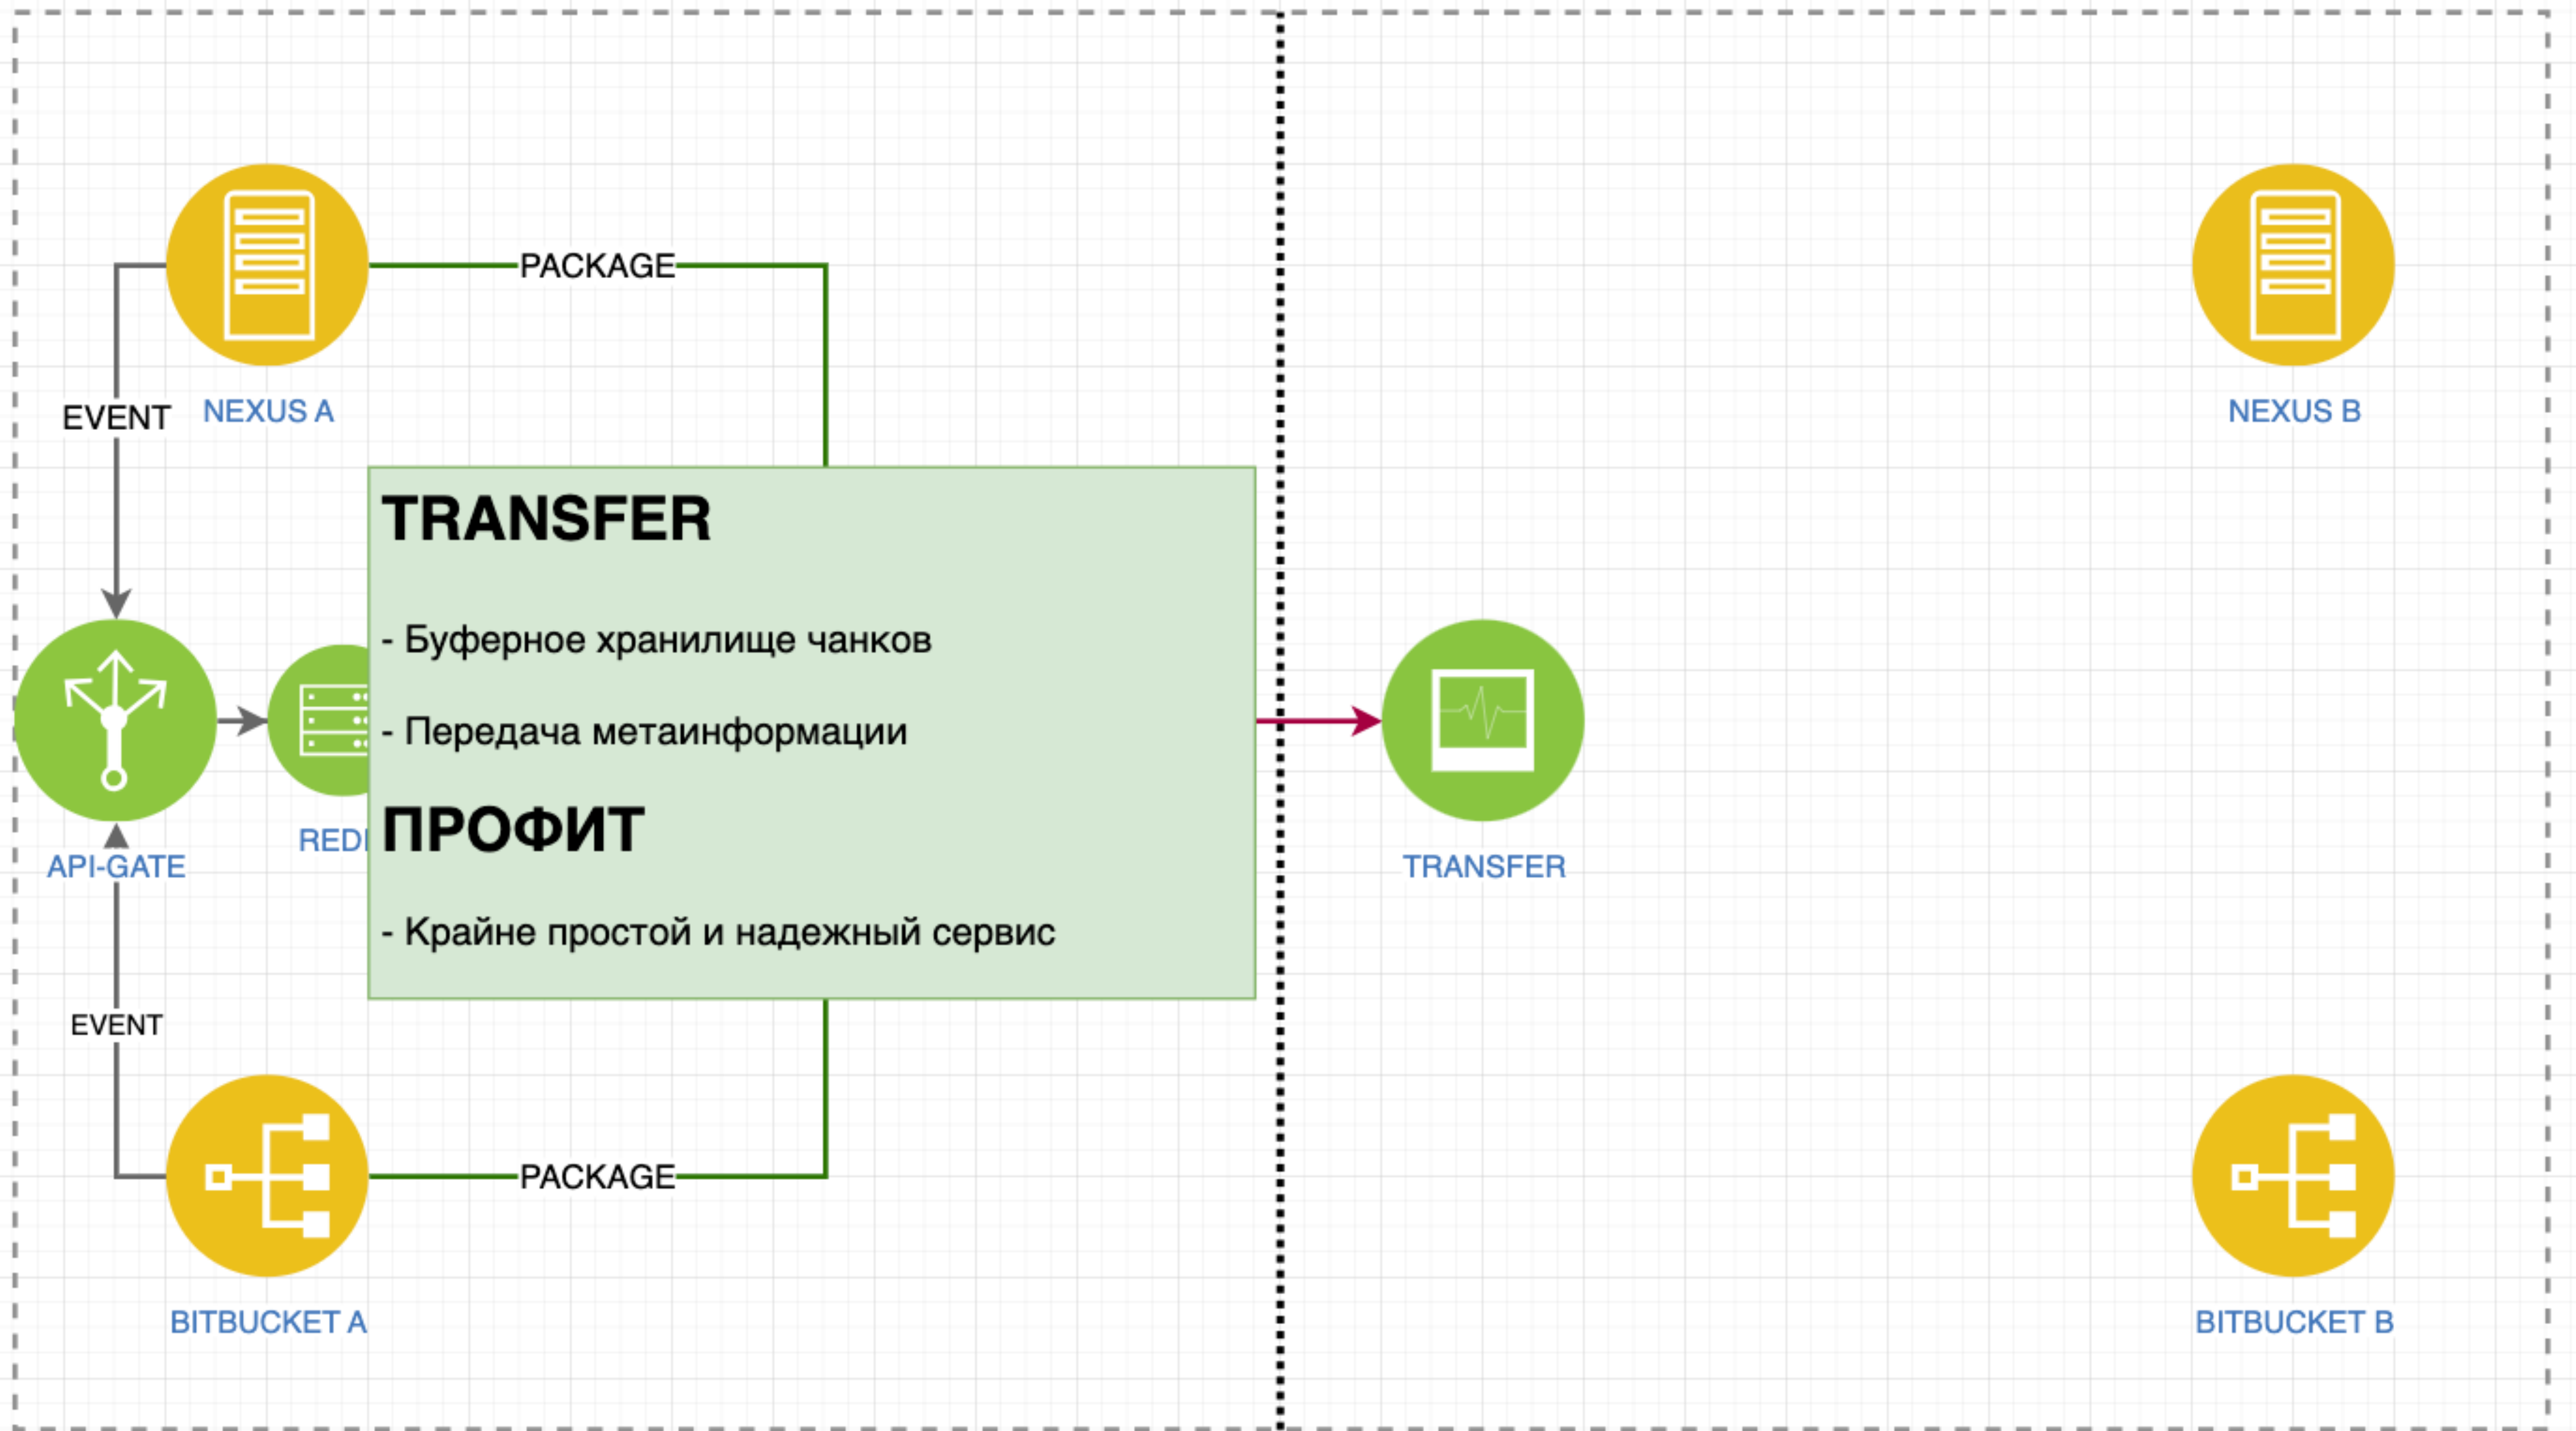 PACKAGE
EVENT
NEXUS A
NEXUS B
TRANSFER
- Буферное хранилище чанков
- Передача метаинформации
ПРОФИТ
- Крайне простой и надежный сервис
API-GATE
TRANSFER
EVENT
PACKAGE
BITBUCKET A
BITBUCKET B